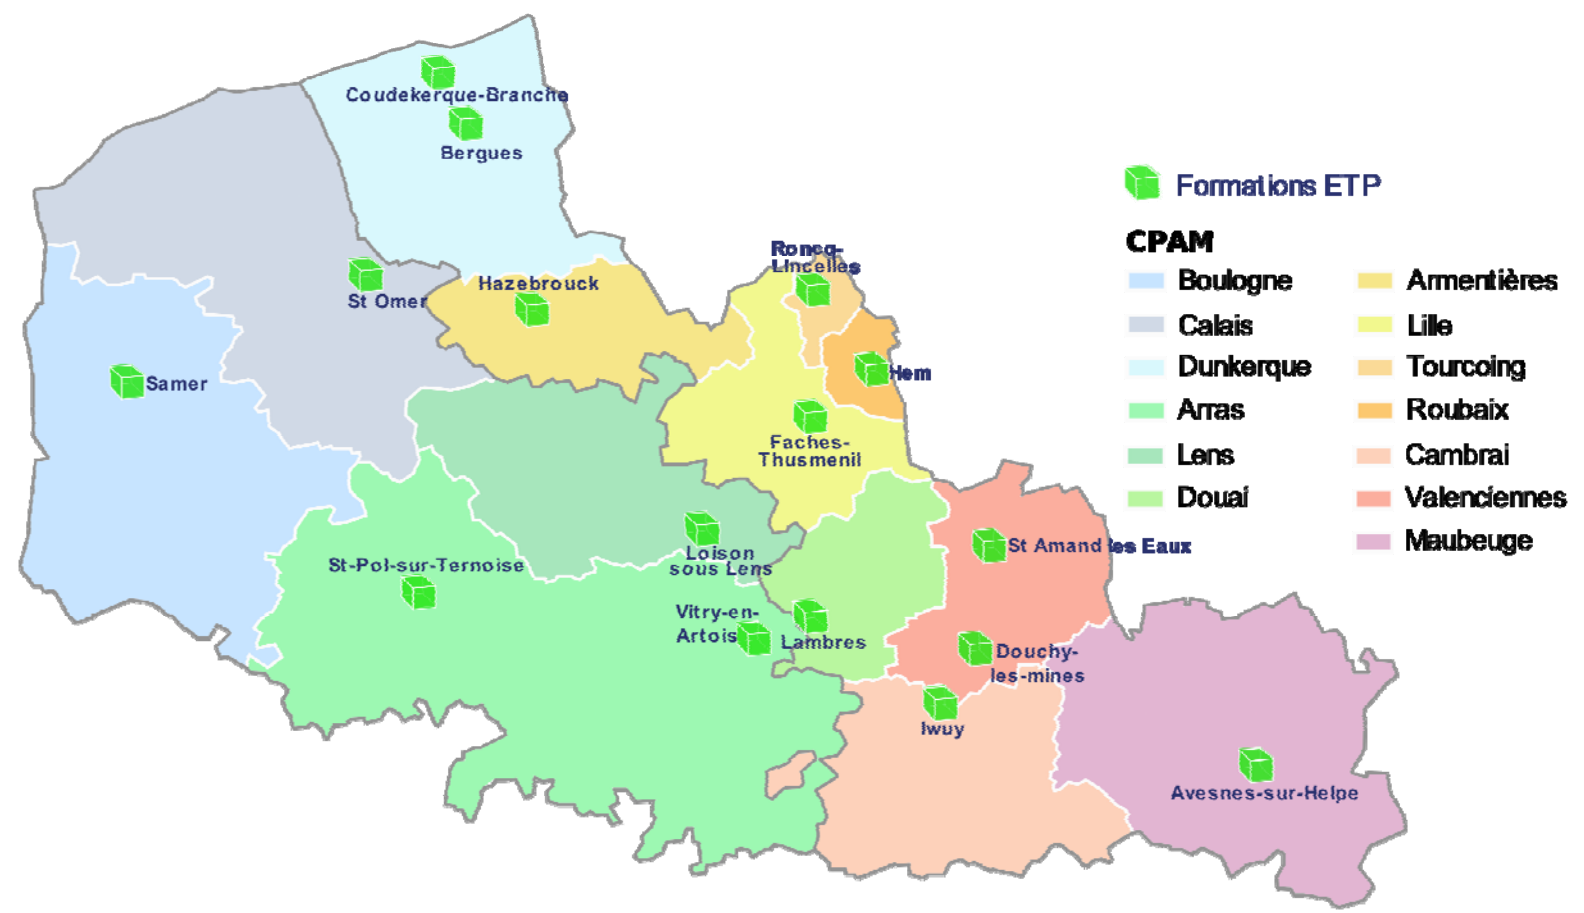 Coudekerque-Branche
Bergues
Formations ETP
CPAM
Roncq-
Lincelles
Hazebrouck
St Omer
Boulogne
Armentières
Calais
Lille
Dunkerque
Tourcoing
Samer
Hem
Arras
Roubaix
Faches-
Thusmenil
Lens
Cambrai
Douai
Valenciennes
Maubeuge
St Amand les Eaux
Loison
sous Lens
St-Pol-sur-Ternoise
Vitry-en-
Artois
Lambres
Douchy-
les-mines
Iwuy
Avesnes-sur-Helpe